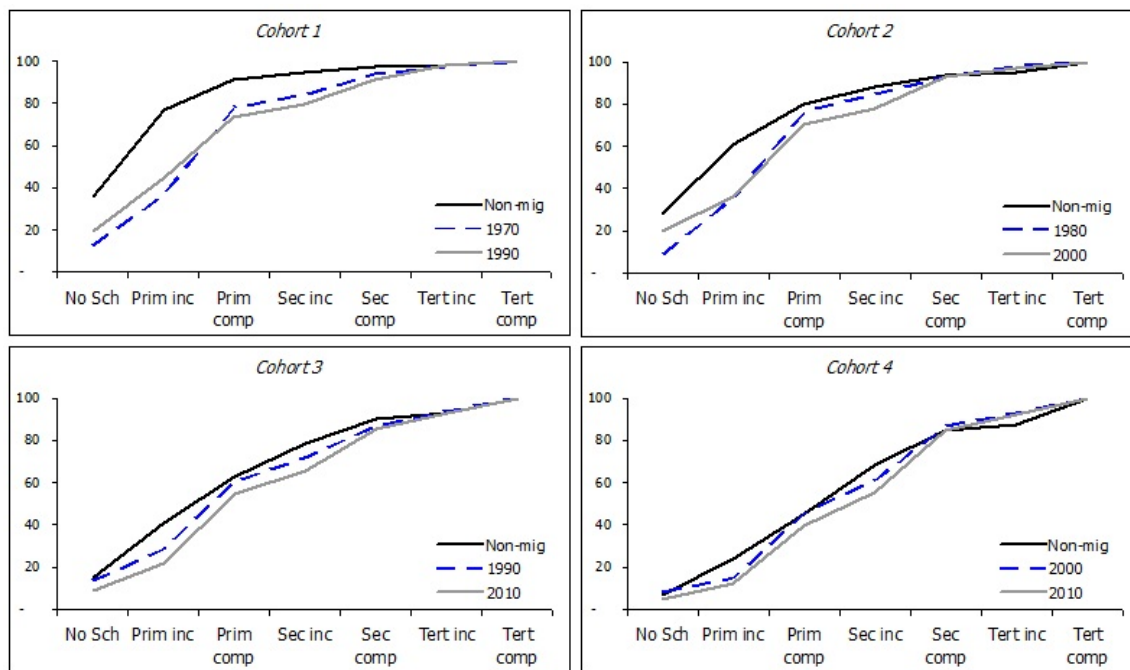 Cohort 1
100
80
60
40
20
-
Non-mig
1970
1990
No Sch Prim inc Prim comp Sec inc Sec comp Tert inc Tert comp
Cohort 2
100
80
60
40
20
-
Non-mig
1980
2000
No Sch Prim inc Prim comp Sec inc Sec comp Tert inc Tert comp
Cohort 3
100
80
60
40
20
-
Non-mig
1990
2010
No Sch Prim inc Prim comp Sec inc Sec comp Tert inc Tert comp
Cohort 4
100
80
60
40
20
-
Non-mig
2000
2010
No Sch Prim inc Prim comp Sec inc Sec comp Tert inc Tert comp